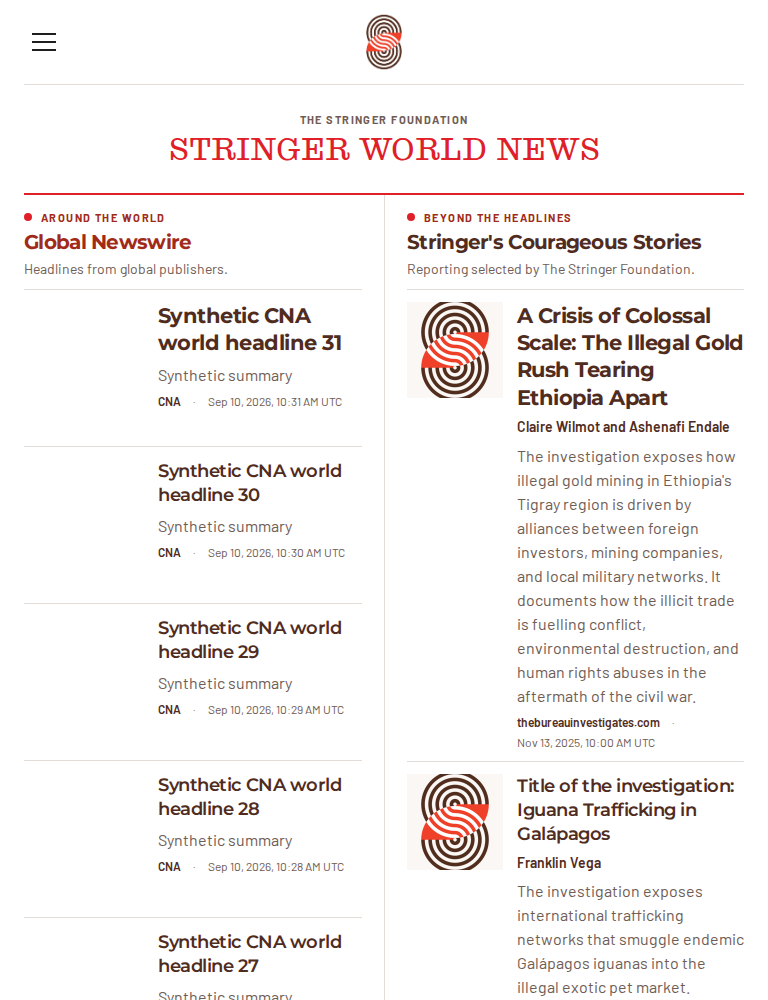 THE STRINGER FOUNDATION
STRINGER WORLD NEWS
AROUND THE WORLD
Global Newswire
Headlines from global publishers.
Synthetic CNA
world headline 31
Synthetic summary
CNA · Sep 10, 2026, 10:31 AM UTC
Synthetic CNA world
headline 30
Synthetic summary
CNA · Sep 10, 2026, 10:30 AM UTC
Synthetic CNA world
headline 29
Synthetic summary
CNA · Sep 10, 2026, 10:29 AM UTC
Synthetic CNA world
headline 28
Synthetic summary
CNA · Sep 10, 2026, 10:28 AM UTC
Synthetic CNA world
headline 27
Synthetic summary
BEYOND THE HEADLINES
Stringer's Courageous Stories
Reporting selected by The Stringer Foundation.
A Crisis of Colossal
Scale: The Illegal Gold
Rush Tearing
Ethiopia Apart
Claire Wilmot and Ashenafi Endale
The investigation exposes how
illegal gold mining in Ethiopia's
Tigray region is driven by
alliances between foreign
investors, mining companies,
and local military networks. It
documents how the illicit trade
is fuelling conflict,
environmental destruction, and
human rights abuses in the
aftermath of the civil war.
thebureauinvestigates.com ·
Nov 13, 2025, 10:00 AM UTC
Title of the investigation:
Iguana Trafficking in
Galápagos
Franklin Vega
The investigation exposes
international trafficking
networks that smuggle endemic
Galápagos iguanas into the
illegal exotic pet market.